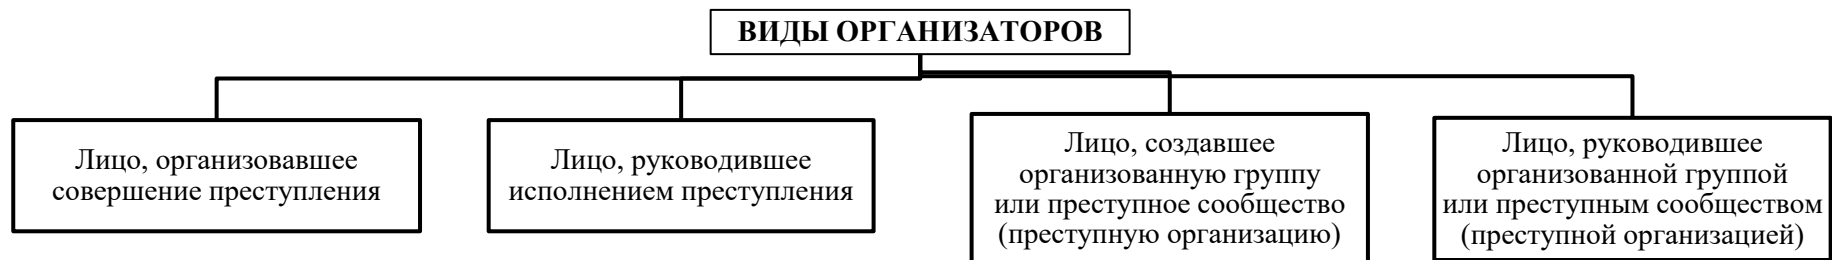 ВИДЫ ОРГАНИЗАТОРОВ
Лицо, организовавшее
совершение преступления
Лицо, руководившее
исполнением преступления
Лицо, создавшее
организованную группу
или преступное сообщество
(преступную организацию)
Лицо, руководившее
организованной группой
или преступным сообществом
(преступной организацией)